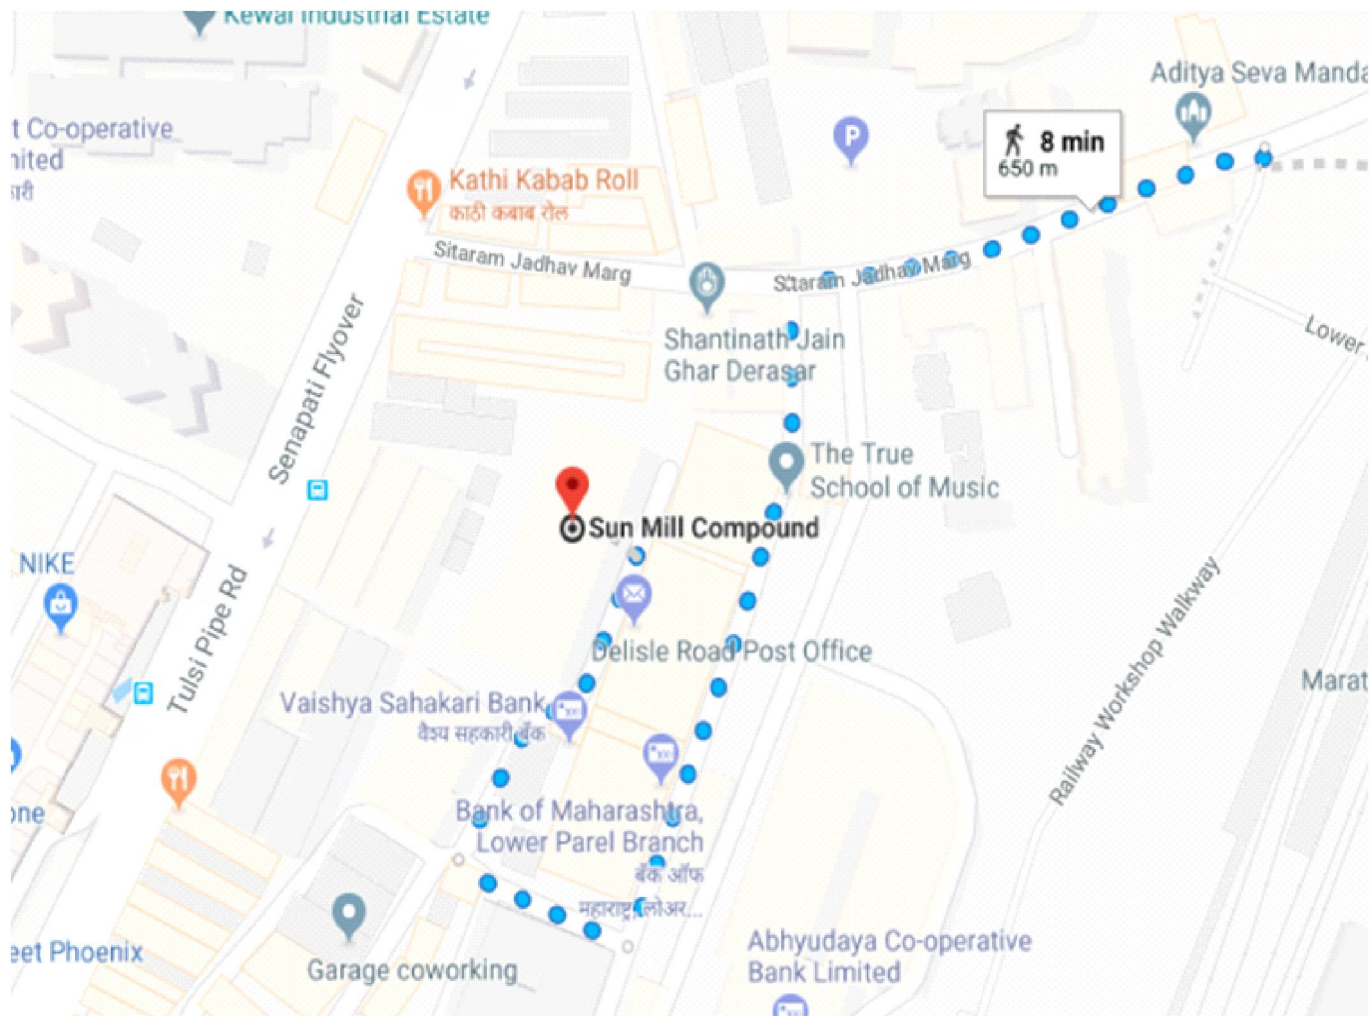 Kewal Industrial Estate
Aditya Seva Manda
t Co-operative
nited
ारी
P
8 min
650 m
Kathi Kabab Roll
काठी कबाब रोल
Sitaram Jadhav Marg
Sitaram Jadhav Marg
Shantinath Jain
Ghar Derasar
Lower
Senapati Flyover
The True
School of Music
Sun Mill Compound
NIKE
Tulsi Pipe Rd
Delisle Road Post Office
Railway Workshop Walkway
Marat
Vaishya Sahakari Bank
वैश्य सहकारी बँक
one
Bank of Maharashtra,
Lower Parel Branch
बँक ऑफ
महाराष्ट्र, लोअर...
eet Phoenix
Garage coworking
Abhyudaya Co-operative
Bank Limited